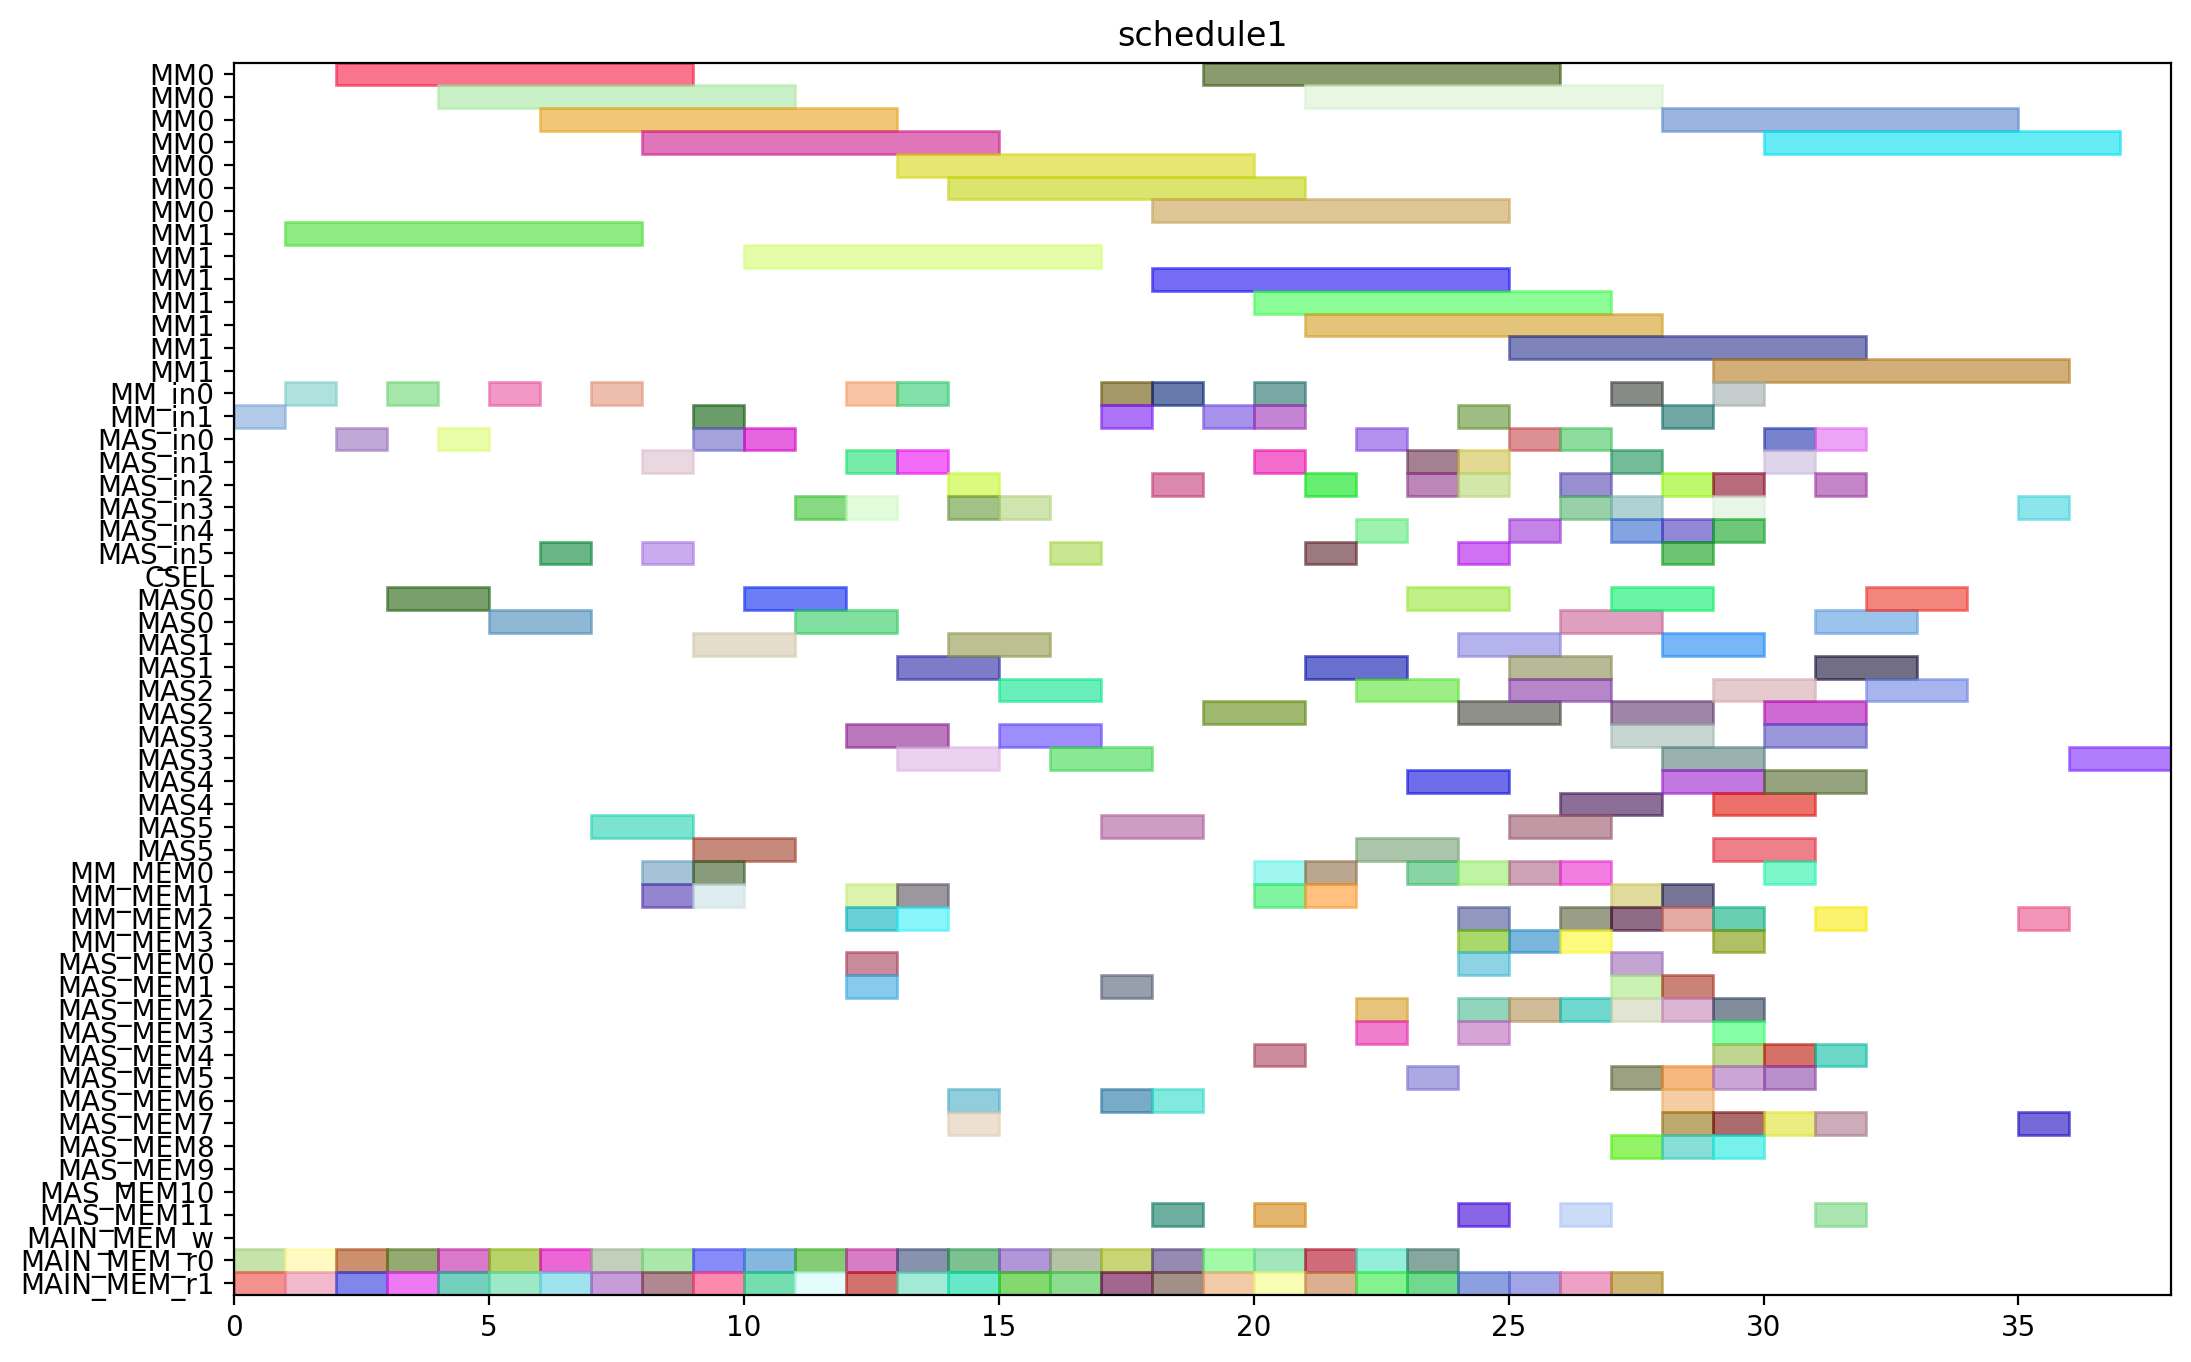 schedule1
MM0
MM0
MM0
MM0
MM0
MM0
MM0
MM1
MM1
MM1
MM1
MM1
MM1
MM1
MM_in0
MM_in1
MAS_in0
MAS_in1
MAS_in2
MAS_in3
MAS_in4
MAS_in5
CSEL
MAS0
MAS0
MAS1
MAS1
MAS2
MAS2
MAS3
MAS3
MAS4
MAS4
MAS5
MAS5
MM_MEM0
MM_MEM1
MM_MEM2
MM_MEM3
MAS_MEM0
MAS_MEM1
MAS_MEM2
MAS_MEM3
MAS_MEM4
MAS_MEM5
MAS_MEM6
MAS_MEM7
MAS_MEM8
MAS_MEM9
MAS_MEM10
MAS_MEM11
MAIN_MEM_w
MAIN_MEM_r0
MAIN_MEM_r1
0 5 10 15 20 25 30 35